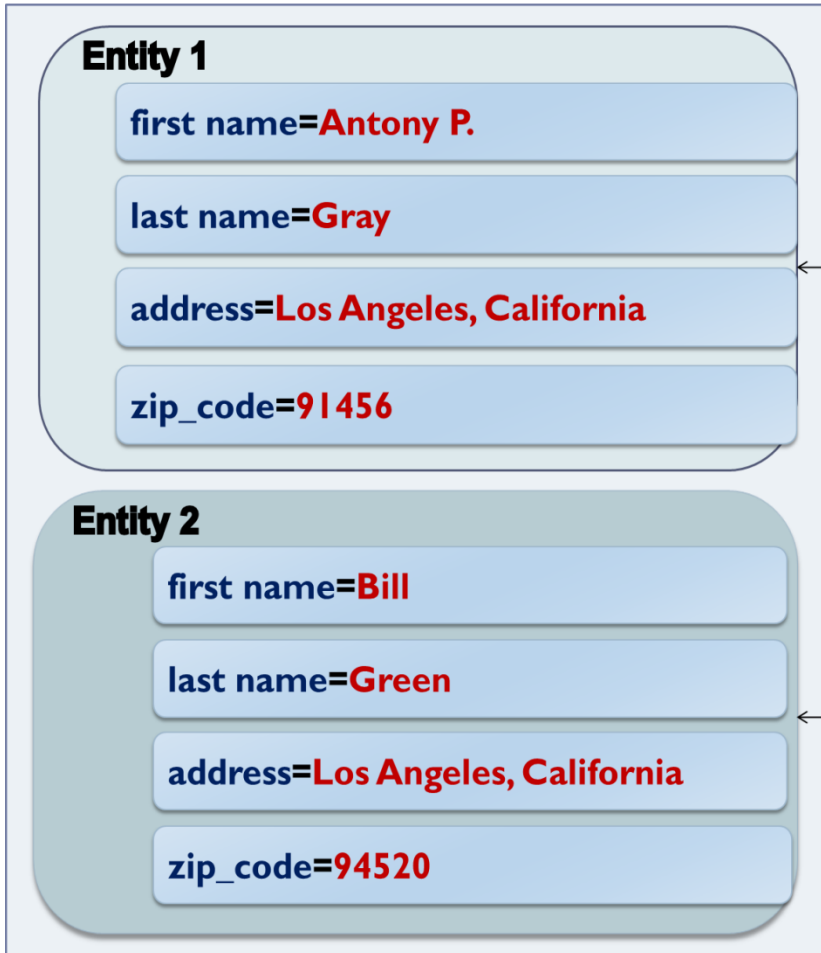 Entity 1
first name=Antony P.
last name=Gray
address=Los Angeles, California
zip_code=91456
Entity 2
first name=Bill
last name=Green
address=Los Angeles, California
zip_code=94520